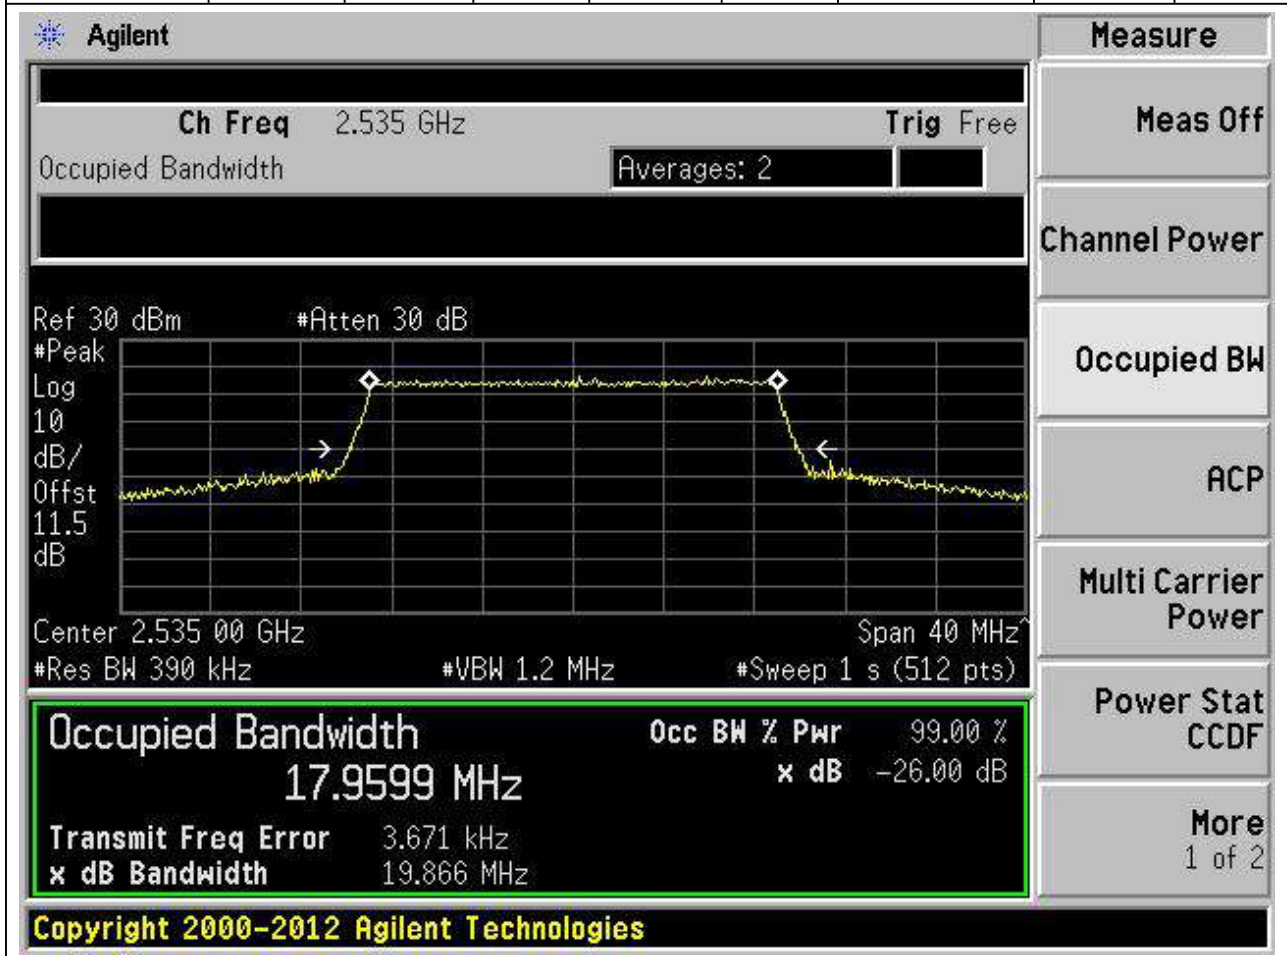 Agilent
Measure
Ch Freq 2.535 GHz Trig Free
Occupied Bandwidth Averages: 2
Meas Off
Channel Power
Occupied BW
ACP
Multi Carrier
Power
Power Stat
CCDF
More
1 of 2
Ref 30 dBm #Atten 30 dB
#Peak
Log
10
dB/
Offst
11.5
dB
Center 2.535 00 GHz Span 40 MHz^
#Res BW 390 kHz #VBW 1.2 MHz #Sweep 1 s (512 pts)
Occupied Bandwidth Occ BW % Pwr 99.00 %
17.9599 MHz x dB -26.00 dB
Transmit Freq Error 3.671 kHz
x dB Bandwidth 19.866 MHz
Copyright 2000-2012 Agilent Technologies